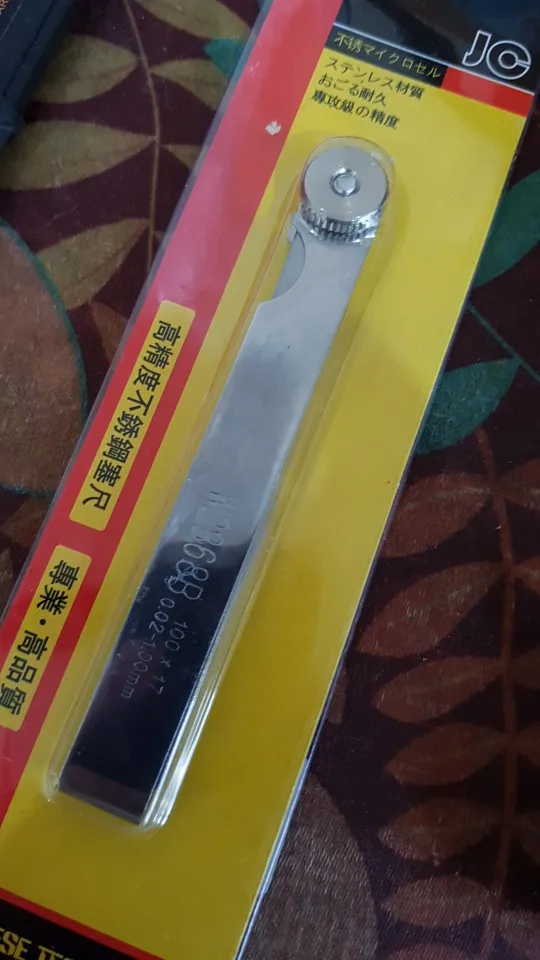 JC
不誘マイクロセル
ステンレス材質
おごる耐久
專攻級の精度
高精度不銹鋼塞尺
專業・高品質
100 × 17
0.02-1.00mm